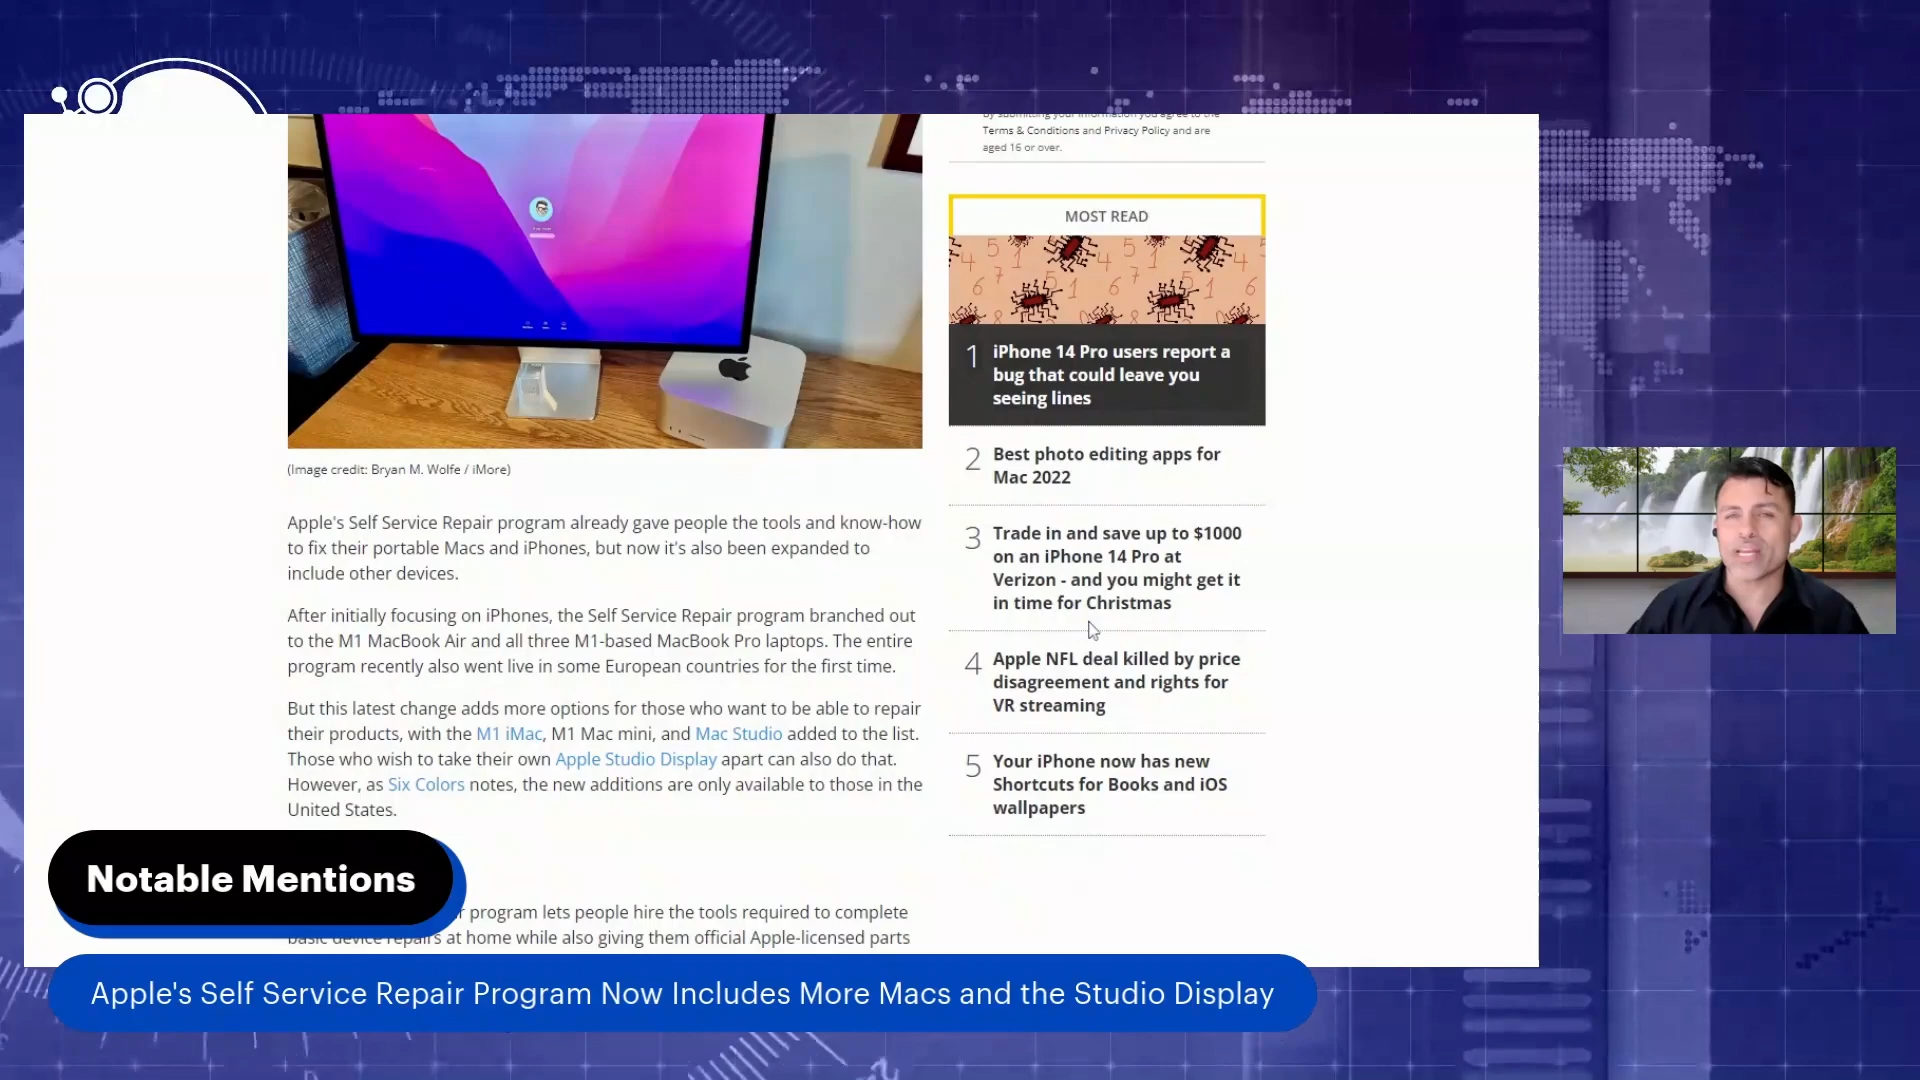 By submitting your information you agree to the
Terms & Conditions and Privacy Policy and are
aged 16 or over.
MOST READ
1 iPhone 14 Pro users report a
bug that could leave you
seeing lines
2 Best photo editing apps for
Mac 2022
3 Trade in and save up to $1000
on an iPhone 14 Pro at
Verizon - and you might get it
in time for Christmas
4 Apple NFL deal killed by price
disagreement and rights for
VR streaming
5 Your iPhone now has new
Shortcuts for Books and iOS
wallpapers
(Image credit: Bryan M. Wolfe / iMore)
Apple's Self Service Repair program already gave people the tools and know-how
to fix their portable Macs and iPhones, but now it's also been expanded to
include other devices.
After initially focusing on iPhones, the Self Service Repair program branched out
to the M1 MacBook Air and all three M1-based MacBook Pro laptops. The entire
program recently also went live in some European countries for the first time.
But this latest change adds more options for those who want to be able to repair
their products, with the M1 iMac, M1 Mac mini, and Mac Studio added to the list.
Those who wish to take their own Apple Studio Display apart can also do that.
However, as Six Colors notes, the new additions are only available to those in the
United States.
program lets people hire the tools required to complete
basic device repairs at home while also giving them official Apple-licensed parts
Notable Mentions
Apple's Self Service Repair Program Now Includes More Macs and the Studio Display